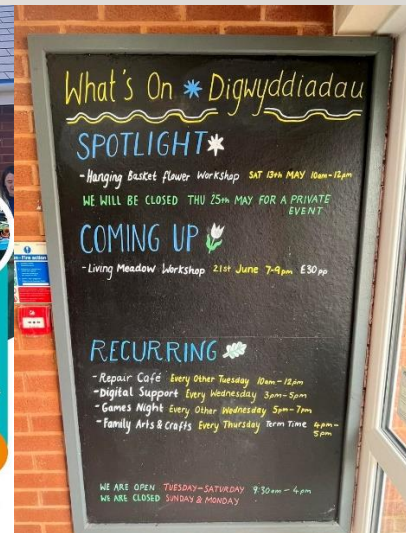 What's On * Digwyddiadau
SPOTLIGHT
- Hanging Basket flower Workshop SAT 13th MAY 10am-12pm
WE WILL BE CLOSED THU 25th MAY FOR A PRIVATE
EVENT
COMING UP
- Living Meadow Workshop 21st June 7-9pm £30pp
Fire action
RECURRING
- Repair Café Every Other Tuesday 10am-12pm
- Digital Support Every Wednesday 3pm-5pm
- Games Night Every Other Wednesday 5pm-7pm
- Family Arts & Crafts Every Thursday Term Time 4pm-
5pm
WE ARE OPEN TUESDAY-SATURDAY 9:30am-4pm
WE ARE CLOSED SUNDAY & MONDAY